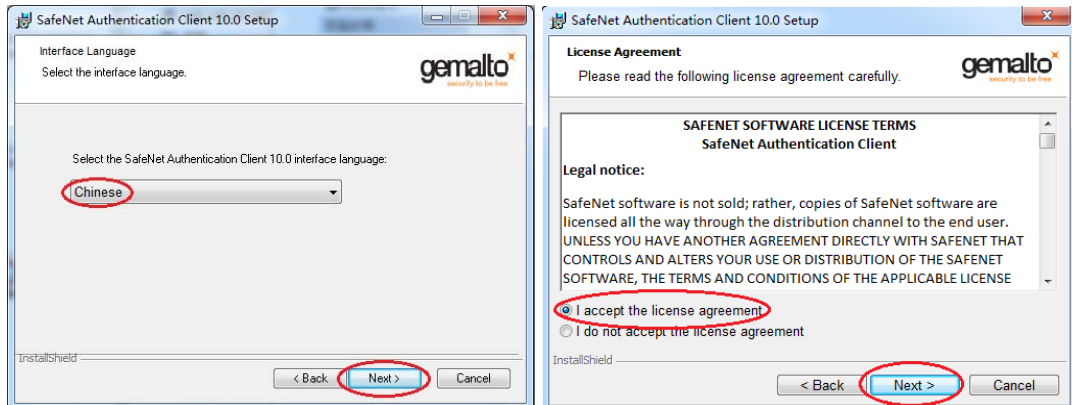 SafeNet Authentication Client 10.0 Setup
Interface Language
Select the interface language.
gemalto
security to be free
Select the SafeNet Authentication Client 10.0 interface language:
Chinese
InstallShield
< Back
Next >
Cancel
SafeNet Authentication Client 10.0 Setup
License Agreement
Please read the following license agreement carefully.
gemalto
security to be free
SAFENET SOFTWARE LICENSE TERMS
SafeNet Authentication Client
Legal notice:
SafeNet software is not sold; rather, copies of SafeNet software are
licensed all the way through the distribution channel to the end user.
UNLESS YOU HAVE ANOTHER AGREEMENT DIRECTLY WITH SAFENET THAT
CONTROLS AND ALTERS YOUR USE OR DISTRIBUTION OF THE SAFENET
SOFTWARE, THE TERMS AND CONDITIONS OF THE APPLICABLE LICENSE
I accept the license agreement
I do not accept the license agreement
InstallShield
< Back
Next >
Cancel